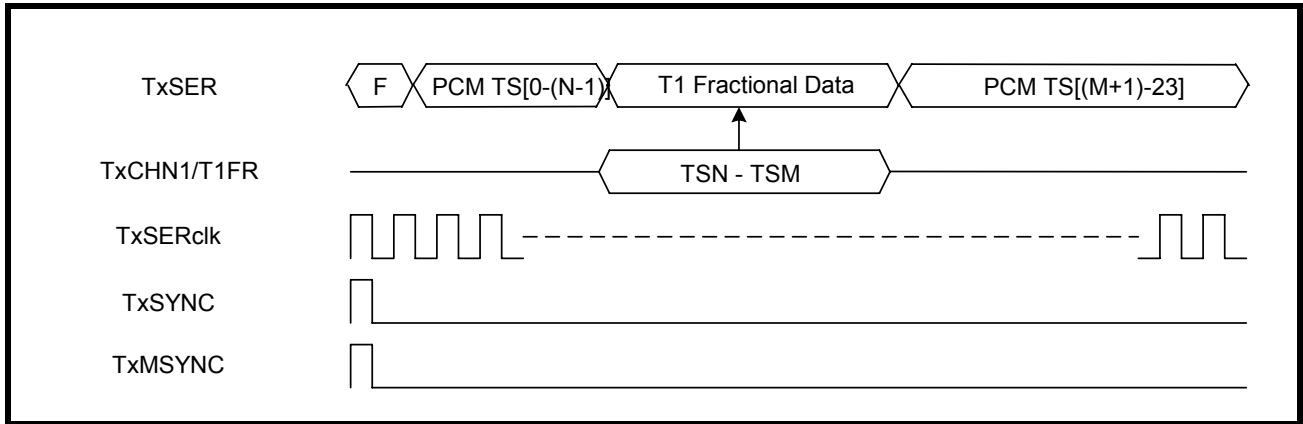 TxSER
F
PCM TS[0-(N-1)]
T1 Fractional Data
PCM TS[(M+1)-23]
TxCHN1/T1FR
TSN - TSM
TxSERclk
TxSYNC
TxMSYNC